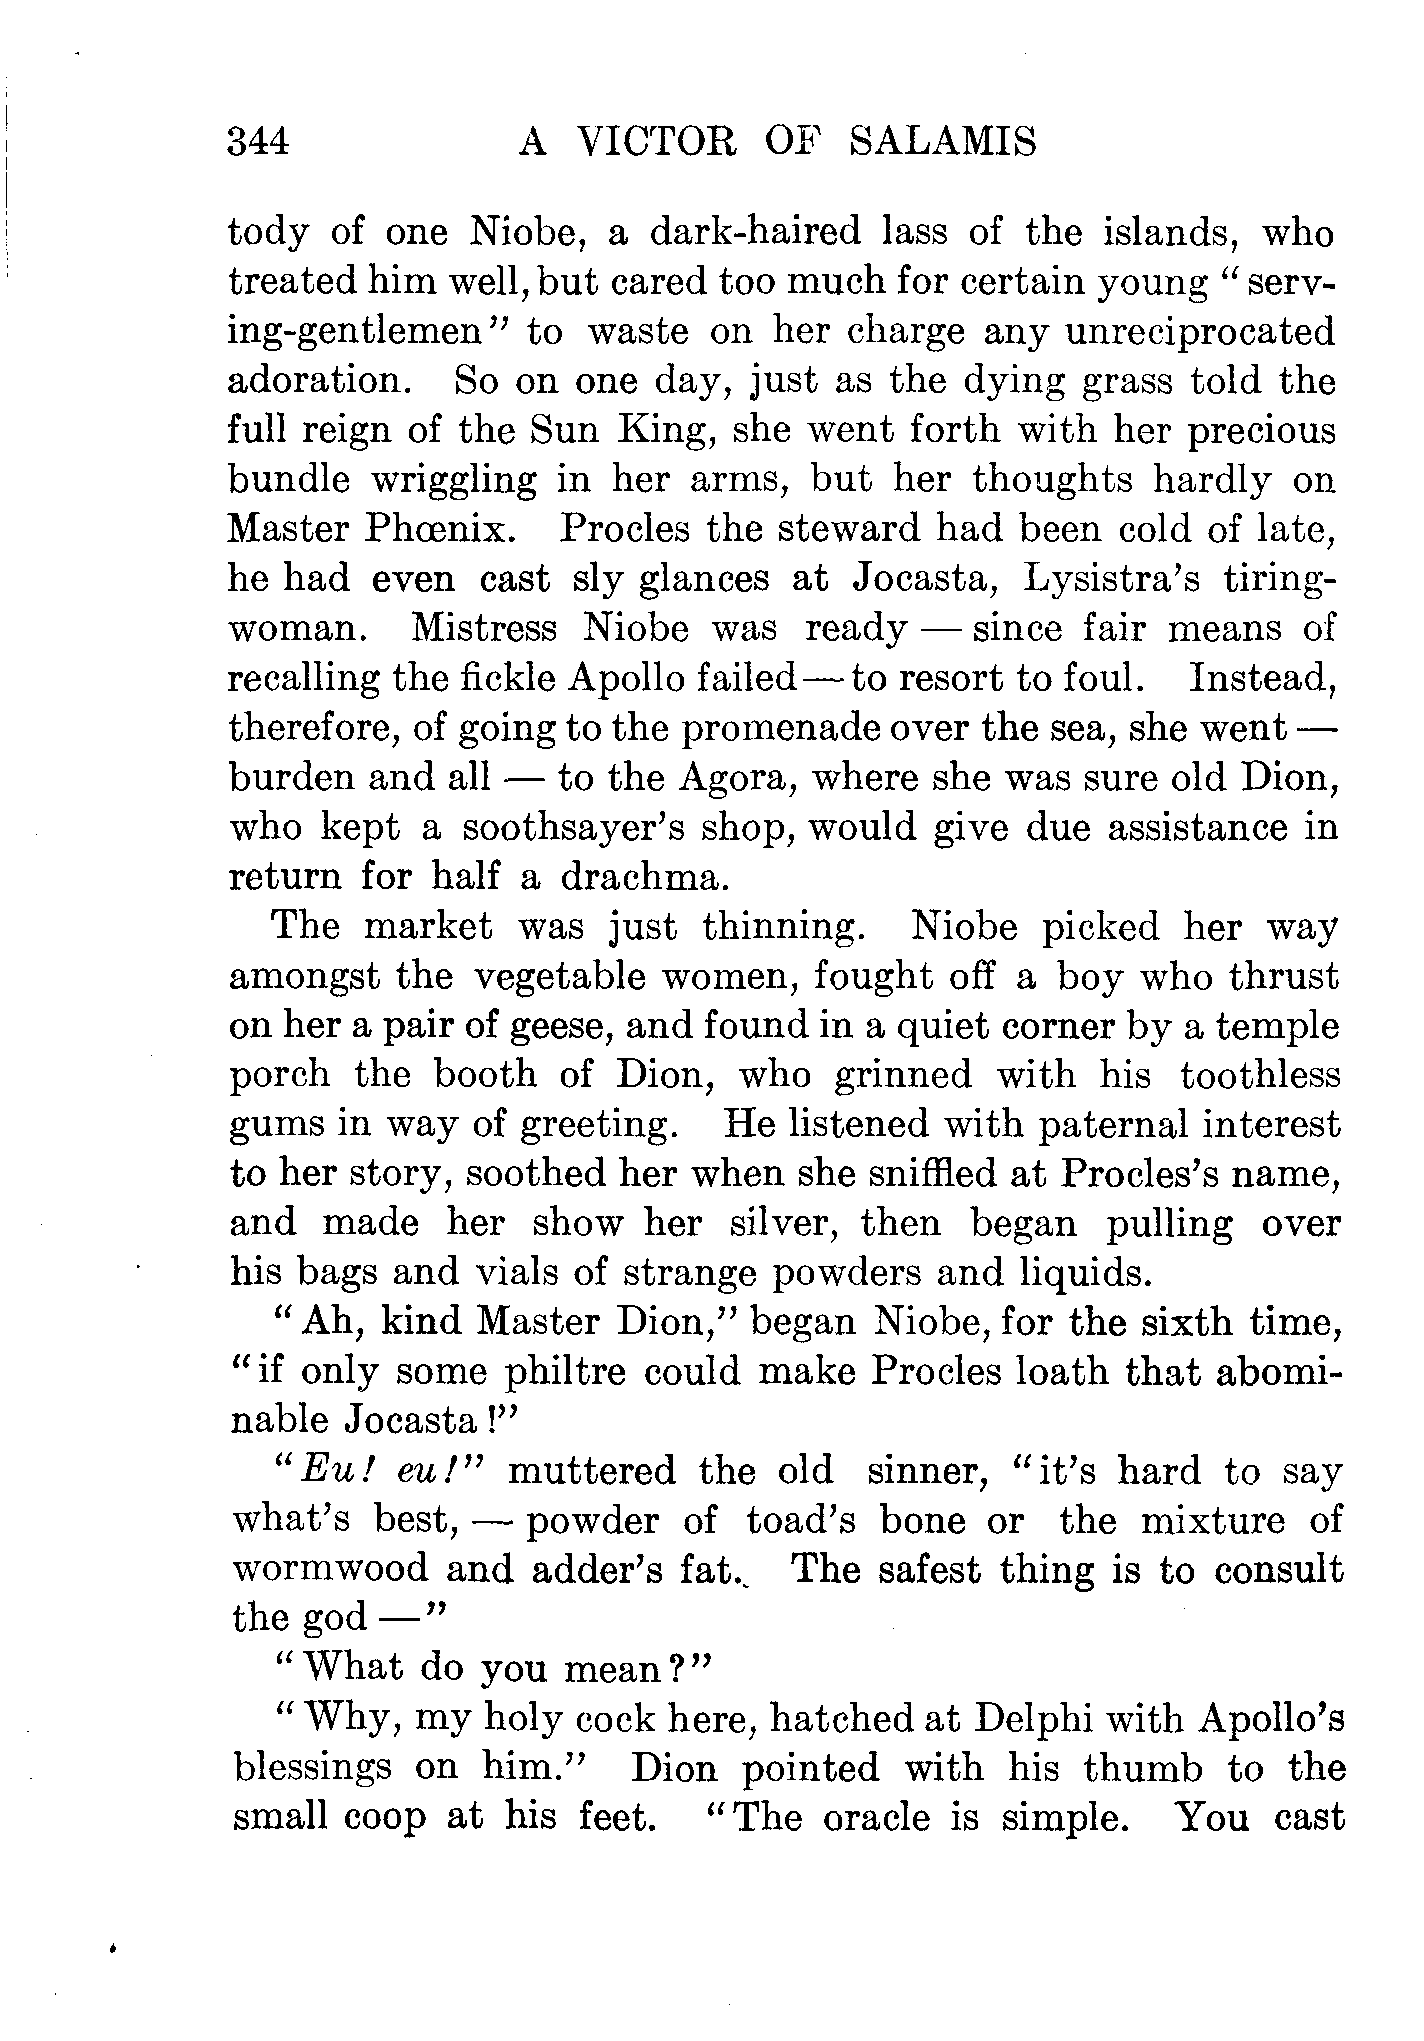 344 A VICTOR OF SALAMIS
tody of one Niobe, a dark-haired lass of the islands, who
treated him well, but cared too much for certain young “serv-
ing-gentlemen” to waste on her charge any unreciprocated
adoration. So on one day, just as the dying grass told the
full reign of the Sun King, she went forth with her precious
bundle wriggling in her arms, but her thoughts hardly on
Master Phœnix. Procles the steward had been cold of late,
he had even cast sly glances at Jocasta, Lysistra’s tiring-
woman. Mistress Niobe was ready — since fair means of
recalling the fickle Apollo failed — to resort to foul. Instead,
therefore, of going to the promenade over the sea, she went —
burden and all — to the Agora, where she was sure old Dion,
who kept a soothsayer’s shop, would give due assistance in
return for half a drachma.
The market was just thinning. Niobe picked her way
amongst the vegetable women, fought off a boy who thrust
on her a pair of geese, and found in a quiet corner by a temple
porch the booth of Dion, who grinned with his toothless
gums in way of greeting. He listened with paternal interest
to her story, soothed her when she sniffled at Procles’s name,
and made her show her silver, then began pulling over
his bags and vials of strange powders and liquids.
“Ah, kind Master Dion,” began Niobe, for the sixth time,
“if only some philtre could make Procles loath that abomi-
nable Jocasta!”
“Eu! eu!” muttered the old sinner, “it’s hard to say
what’s best, — powder of toad’s bone or the mixture of
wormwood and adder’s fat. The safest thing is to consult
the god —”
“What do you mean?”
“Why, my holy cock here, hatched at Delphi with Apollo’s
blessings on him.” Dion pointed with his thumb to the
small coop at his feet. “The oracle is simple. You cast